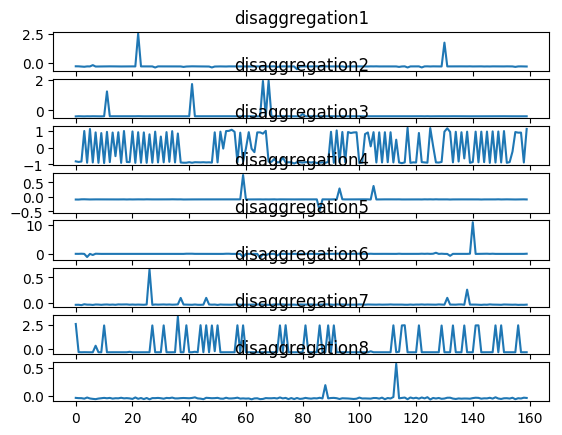 disaggregation1
2.5
0.0
disaggregation2
2
0
disaggregation3
1
0
−1
disaggregation4
0.5
0.0
−0.5
disaggregation5
10
0
disaggregation6
0.5
0.0
disaggregation7
2.5
0.0
disaggregation8
0.5
0.0
0 20 40 60 80 100 120 140 160